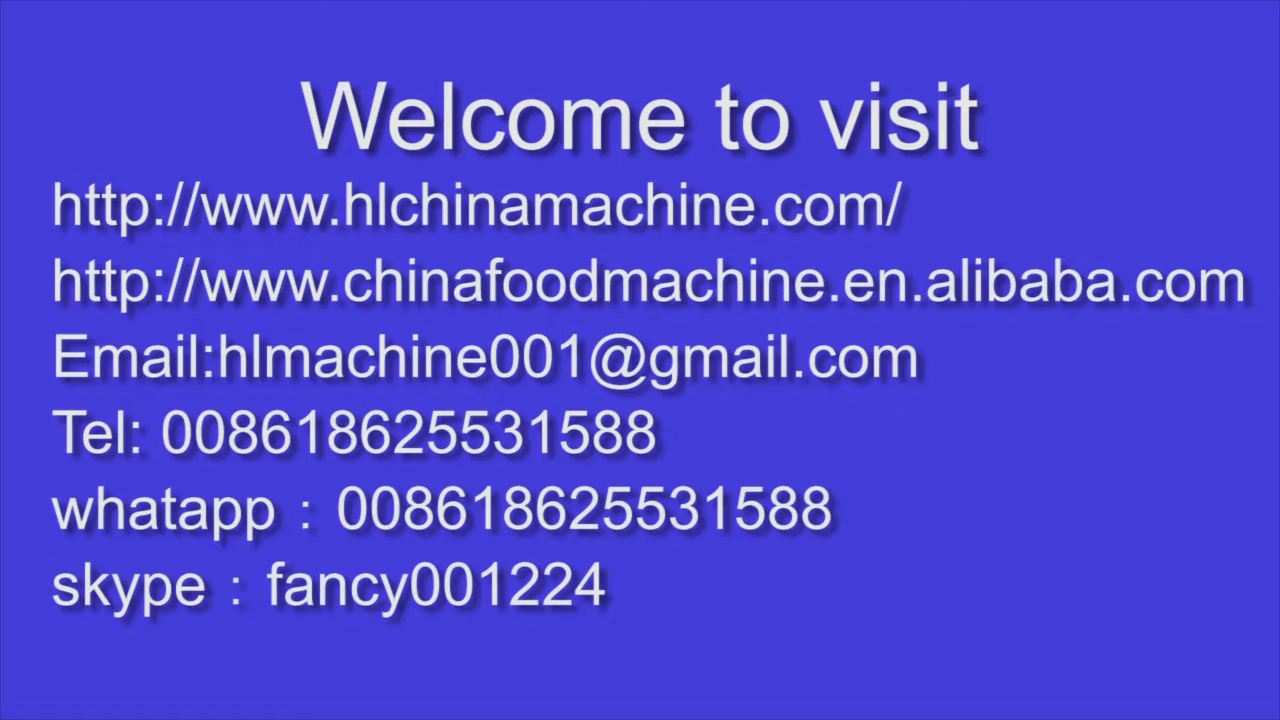 Welcome to visit
http://www.hlchinamachine.com/
http://www.chinafoodmachine.en.alibaba.com
Email:hlmachine001@gmail.com
Tel: 008618625531588
whatapp：008618625531588
skype：fancy001224